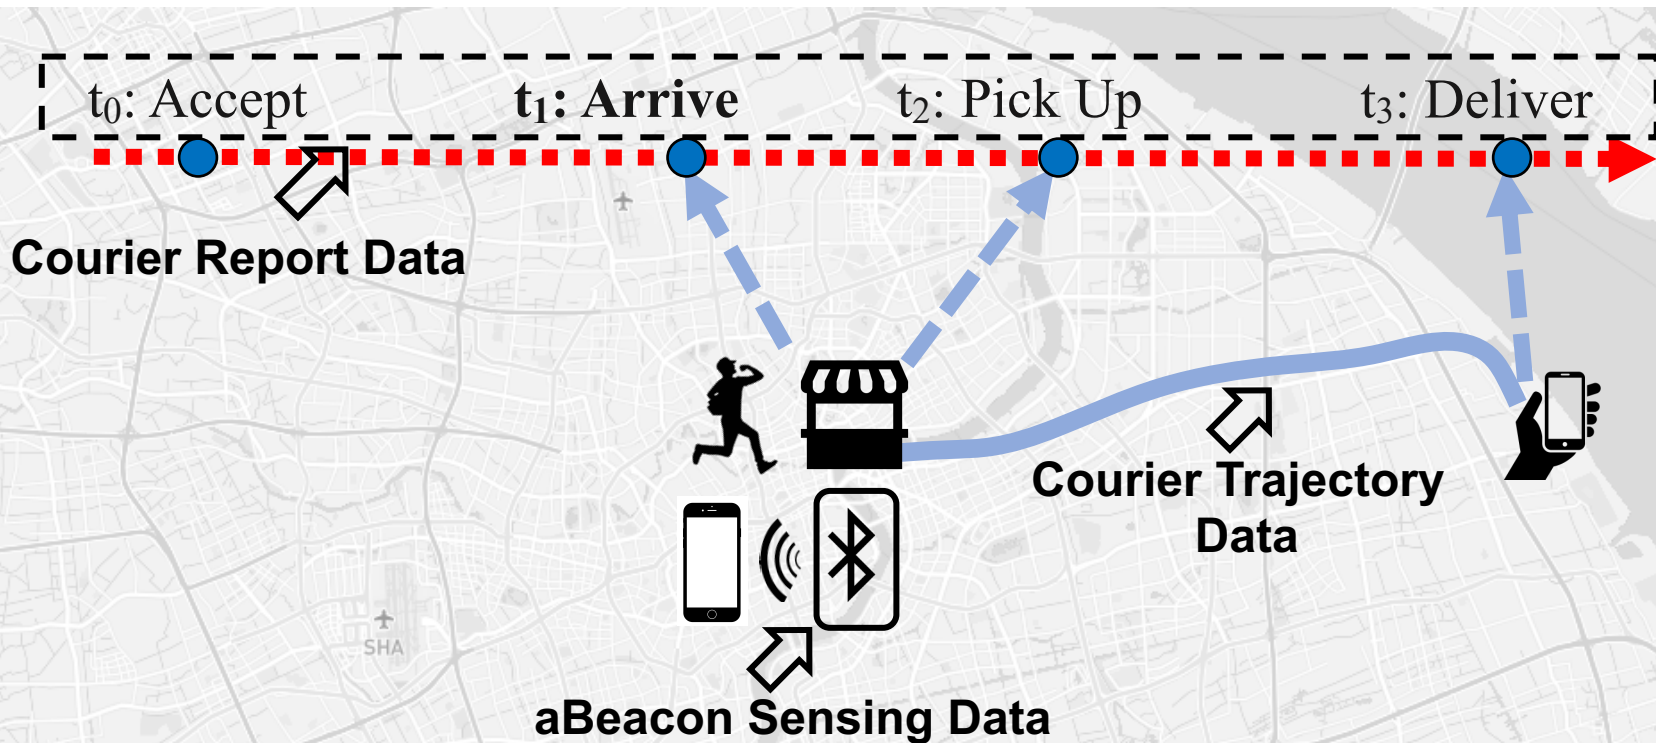 t₀: Accept t₁: Arrive t₂: Pick Up t₃: Deliver
Courier Report Data
Courier Trajectory
Data
SHA
aBeacon Sensing Data